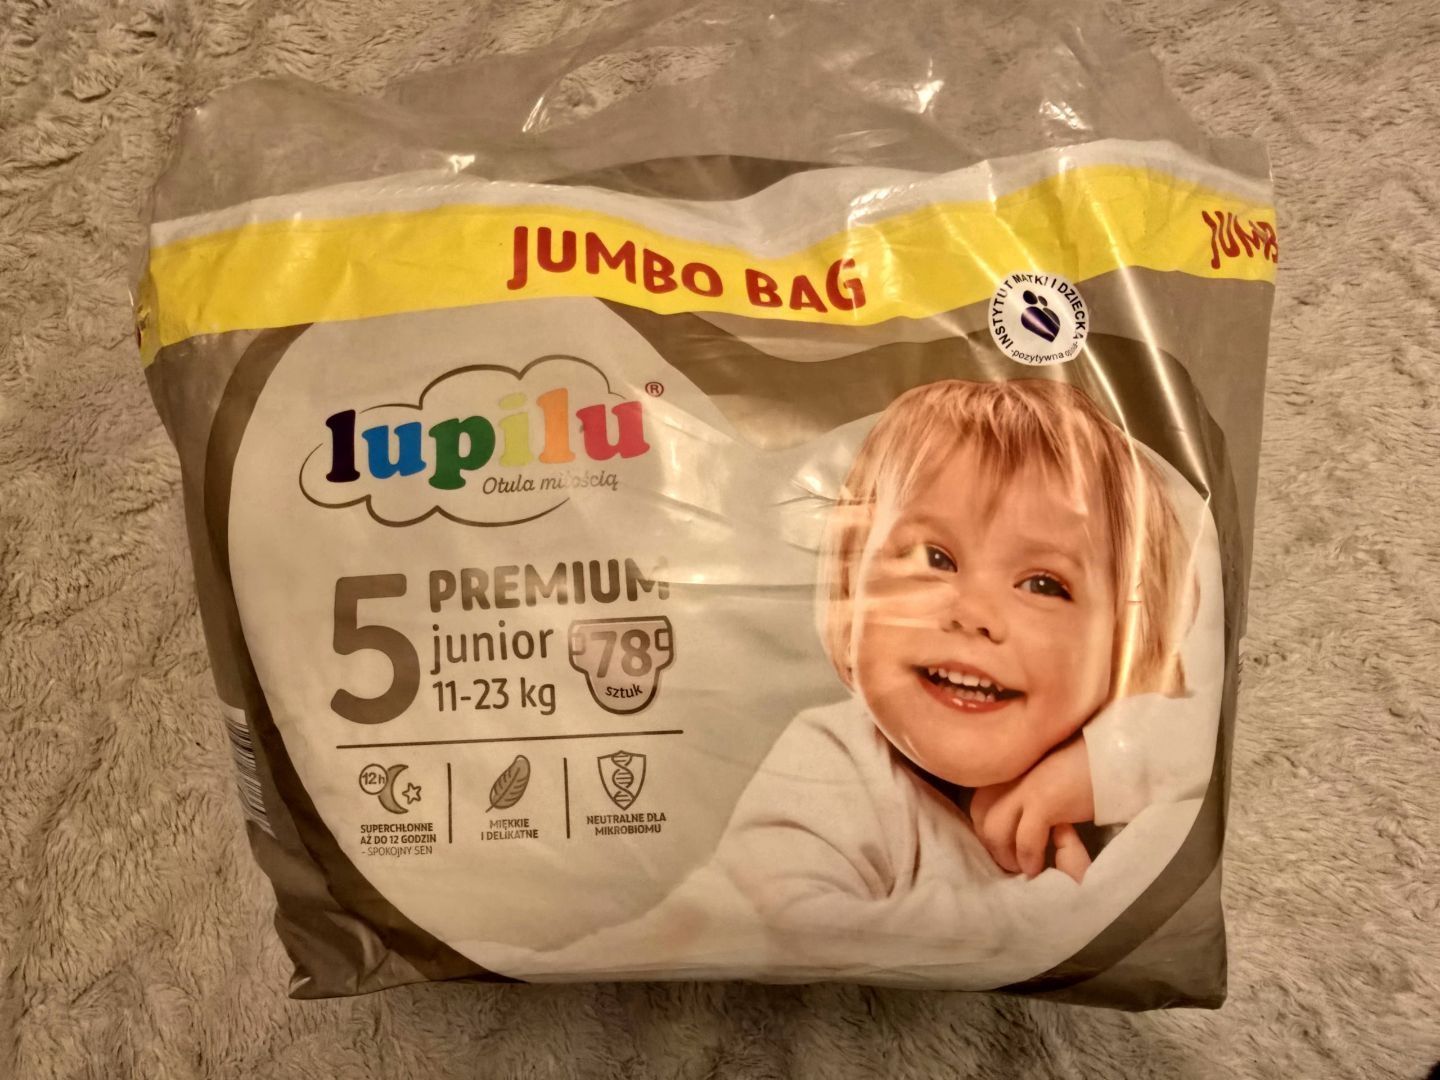 JUMBO BAG
JUMB
INSTYTUT MATKI I DZIECKA
-pozytywna opinia-
lupilu®
Otula miłością
5
PREMIUM
junior
11-23 kg
78
sztuk
12h
SUPERCHŁONNE
AŻ DO 12 GODZIN
- SPOKOJNY SEN
MIĘKKIE
I DELIKATNE
NEUTRALNE DLA
MIKROBIOMU